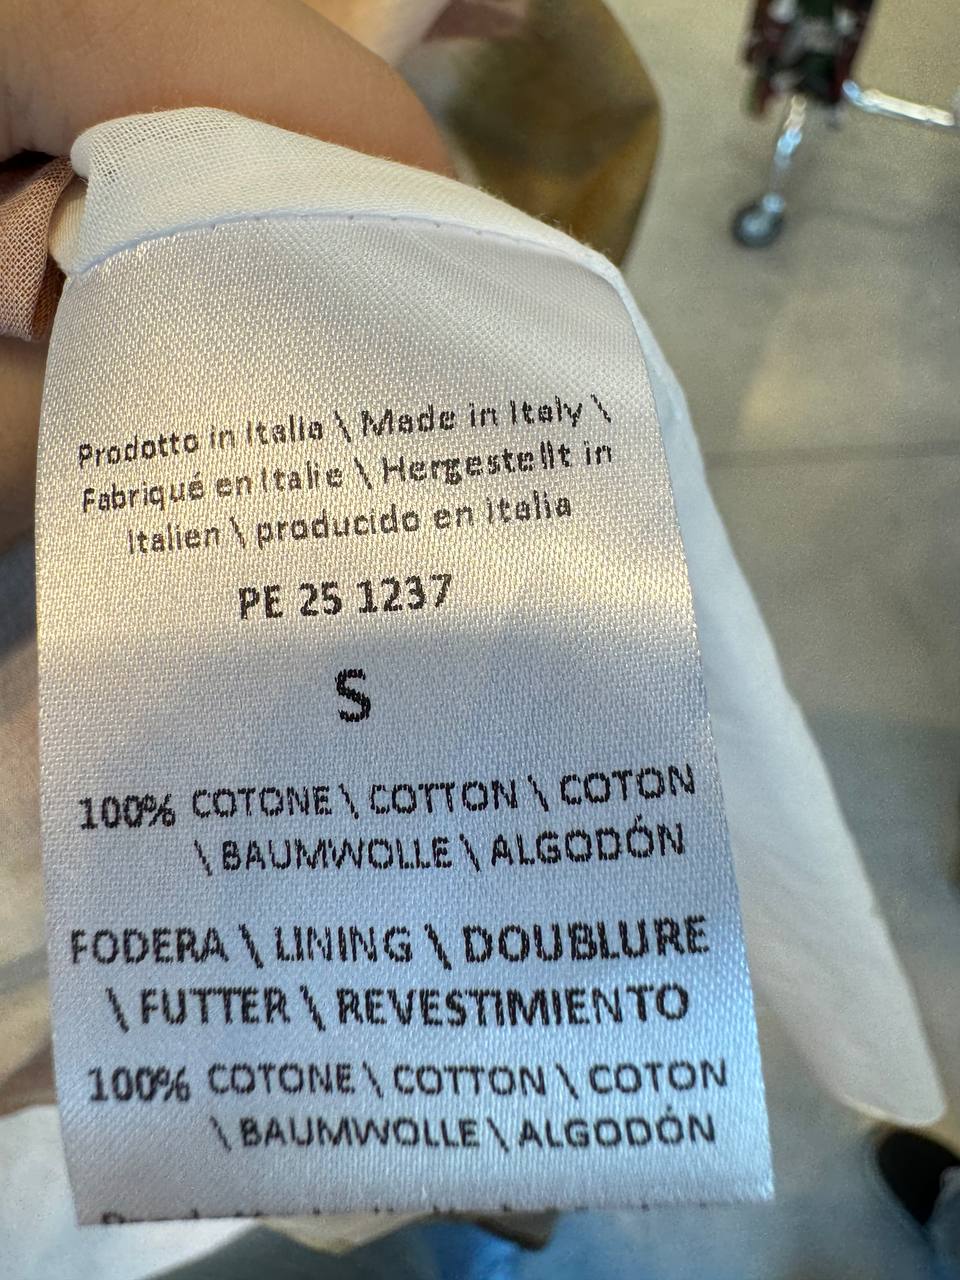 Prodotto in Italia \ Made in Italy \
Fabriqué en Italie \ Hergestellt in
Italien \ producido en Italia
PE 25 1237
S
100% COTONE \ COTTON \ COTON
\ BAUMWOLLE \ ALGODÓN
FODERA \ LINING \ DOUBLURE
\ FUTTER \ REVESTIMIENTO
100% COTONE \ COTTON \ COTON
\ BAUMWOLLE \ ALGODÓN